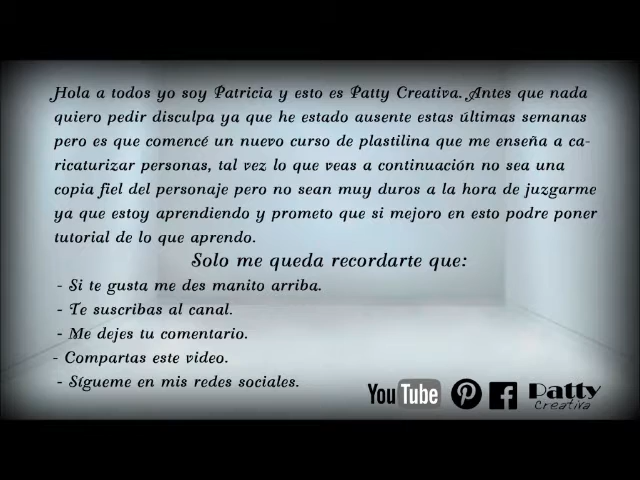 Hola a todos yo soy Patricia y esto es Patty Creativa. Antes que nada
quiero pedir disculpa ya que he estado ausente estas últimas semanas
pero es que comencé un nuevo curso de plastilina que me enseña a ca-
ricaturizar personas, tal vez lo que veas a continuación no sea una
copia fiel del personaje pero no sean muy duros a la hora de juzgarme
ya que estoy aprendiendo y prometo que si mejoro en esto podre poner
tutorial de lo que aprendo.
Solo me queda recordarte que:
- Si te gusta me des manito arriba.
- Te suscribas al canal.
- Me dejes tu comentario.
- Compartas este video.
- Sígueme en mis redes sociales.
YouTube
Patty
Creativa